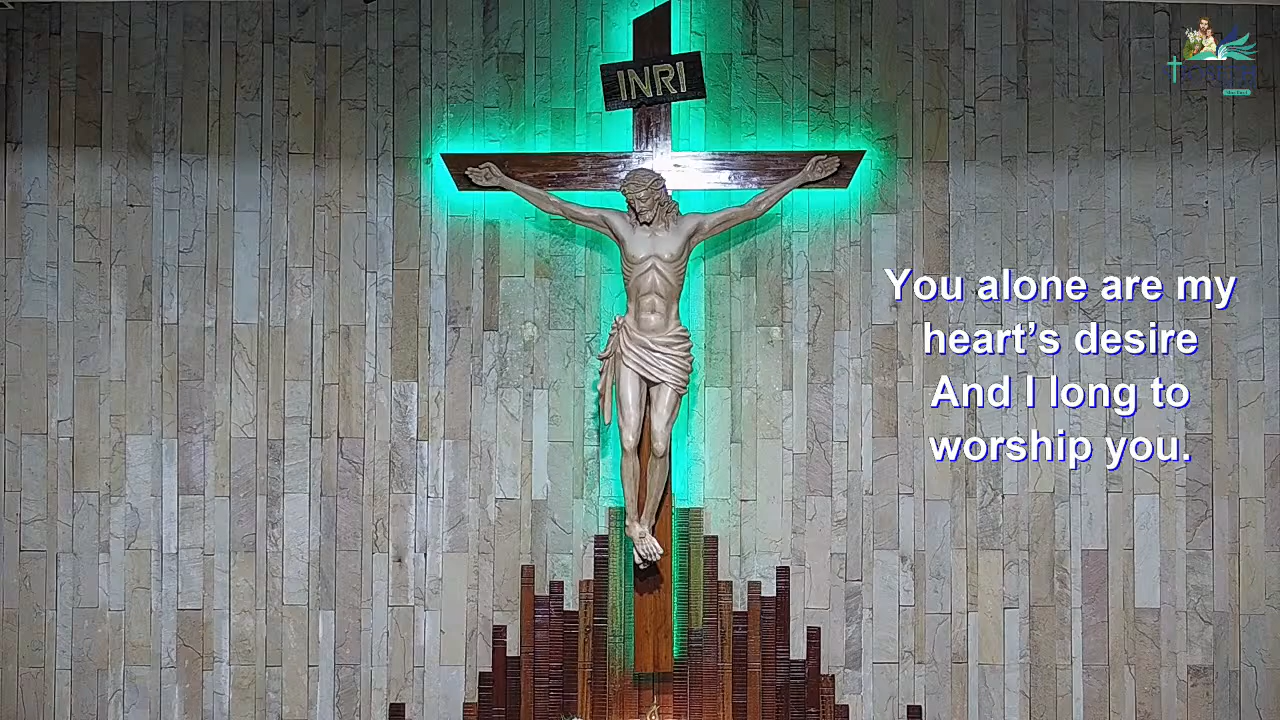 INRI
You alone are my
heart’s desire
And I long to
worship you.